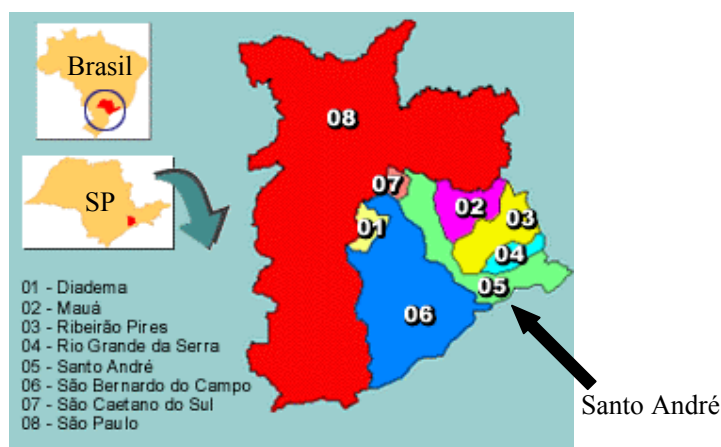 Brasil
SP
08
07
02
03
01
04
05
06
01 - Diadema
02 - Mauá
03 - Ribeirão Pires
04 - Rio Grande da Serra
05 - Santo André
06 - São Bernardo do Campo
07 - São Caetano do Sul
08 - São Paulo
Santo André